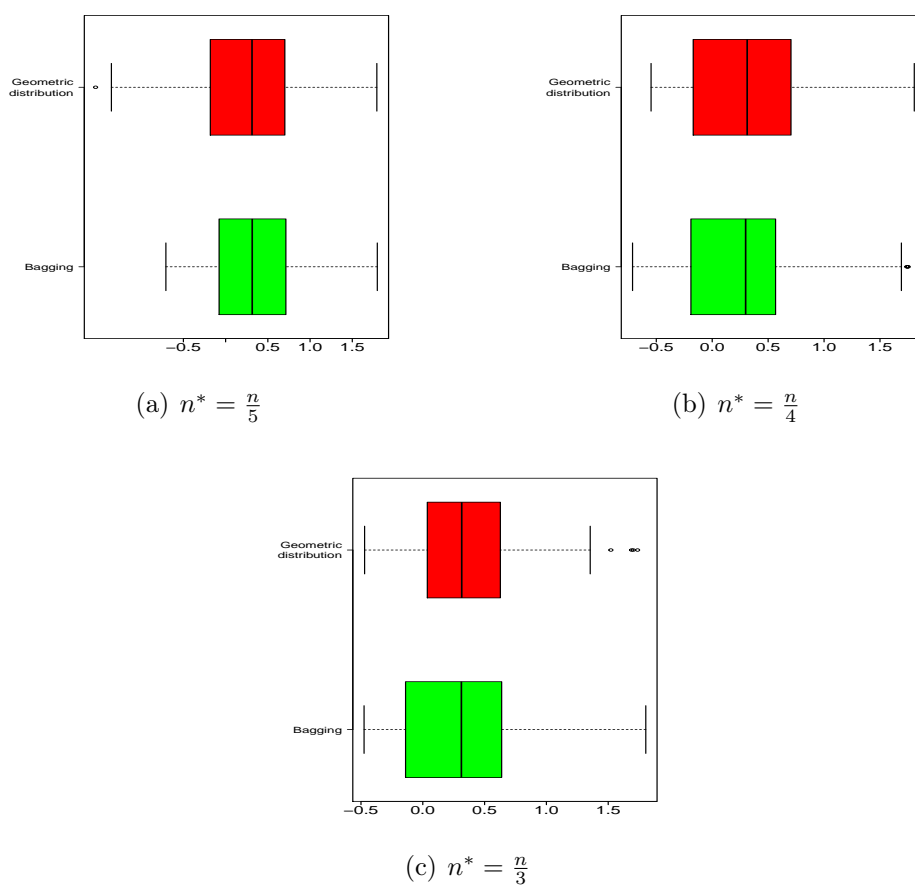 Geometric
distribution
Bagging
−0.5 0.5 1.0 1.5
(a) n* = n/5
Geometric
distribution
Bagging
−0.5 0.0 0.5 1.0 1.5
(b) n* = n/4
Geometric
distribution
Bagging
−0.5 0.0 0.5 1.0 1.5
(c) n* = n/3